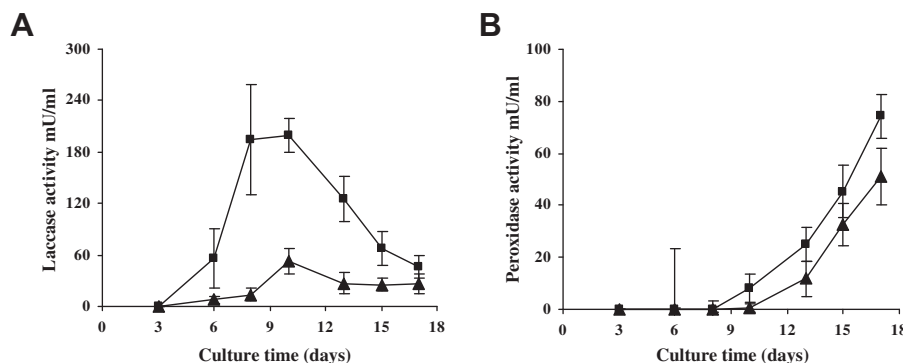 A
B
Laccase activity mU/ml
300
240
180
120
60
0
0 3 6 9 12 15 18
Culture time (days)
Peroxidase activity mU/ml
100
80
60
40
20
0
0 3 6 9 12 15 18
Culture time (days)